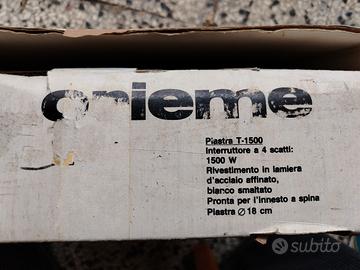 orieme
Piastra T-1500
Interruttore a 4 scatti:
1500 W
Rivestimento in lamiera
d'acciaio affinato,
bianco smaltato
Pronta per l'innesto a spina
Piastra ∅ 18 cm
subito